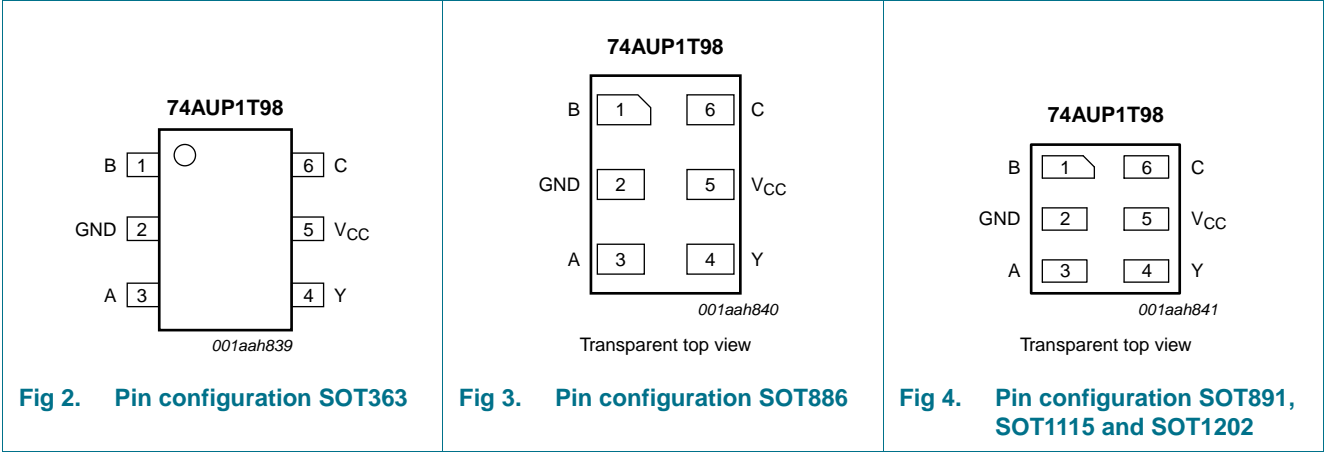 74AUP1T98
B 1 6 C
GND 2 5 VCC
A 3 4 Y
001aah839
Fig 2. Pin configuration SOT363
74AUP1T98
B 1 6 C
GND 2 5 VCC
A 3 4 Y
001aah840
Transparent top view
Fig 3. Pin configuration SOT886
74AUP1T98
B 1 6 C
GND 2 5 VCC
A 3 4 Y
001aah841
Transparent top view
Fig 4. Pin configuration SOT891,
SOT1115 and SOT1202